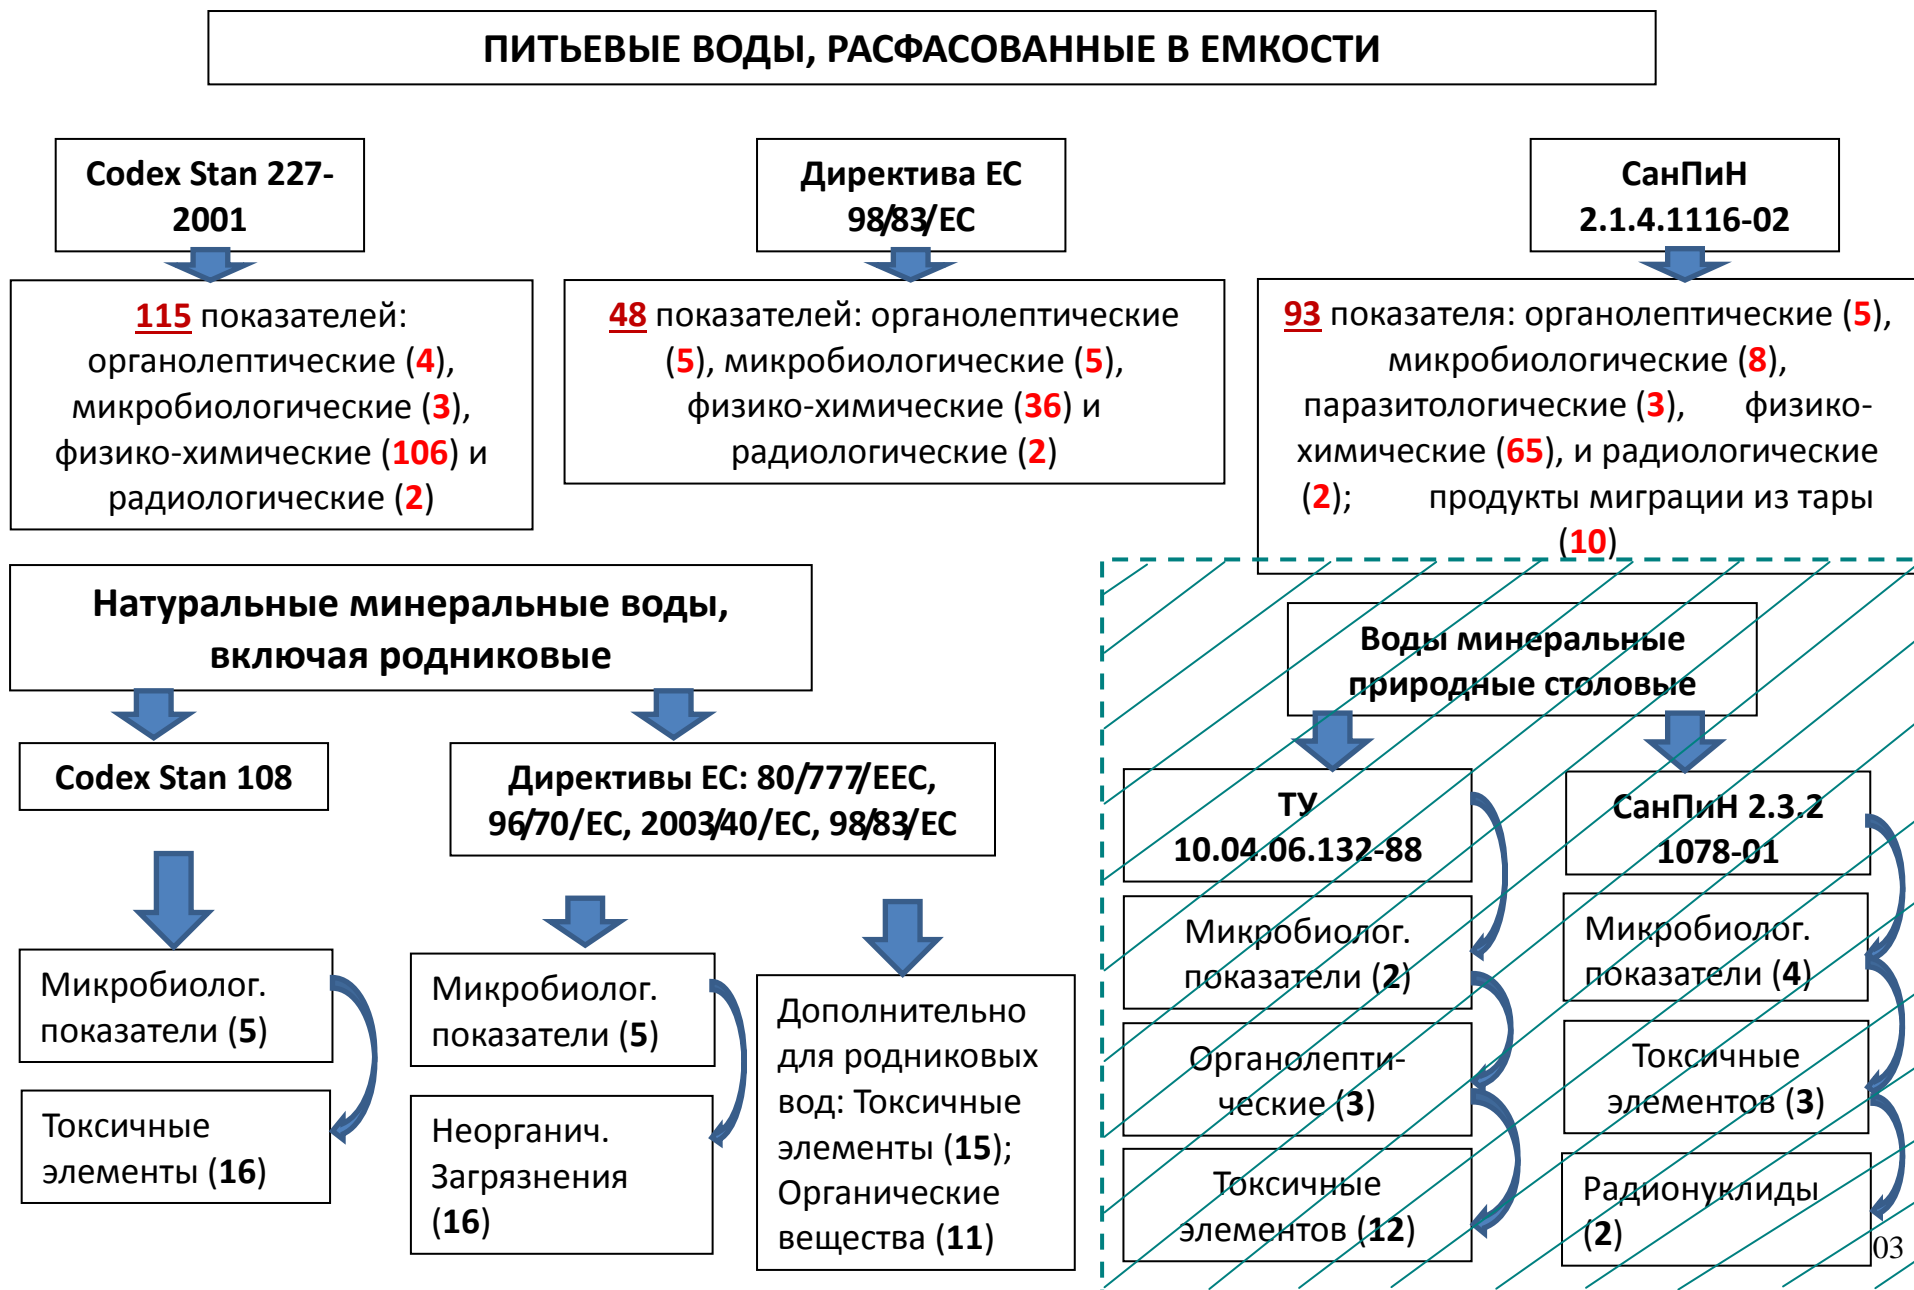 ПИТЬЕВЫЕ ВОДЫ, РАСФАСОВАННЫЕ В ЕМКОСТИ
Codex Stan 227-
2001
Директива ЕС
98/83/ЕС
СанПиН
2.1.4.1116-02
115 показателей:
органолептические (4),
микробиологические (3),
физико-химические (106) и
радиологические (2)
48 показателей: органолептические
(5), микробиологические (5),
физико-химические (36) и
радиологические (2)
93 показателя: органолептические (5),
микробиологические (8),
паразитологические (3), физико-
химические (65), и радиологические
(2); продукты миграции из тары
(10)
Натуральные минеральные воды,
включая родниковые
Codex Stan 108
Директивы ЕС: 80/777/ЕЕС,
96/70/ЕС, 2003/40/ЕС, 98/83/ЕС
Микробиолог.
показатели (5)
Токсичные
элементы (16)
Микробиолог.
показатели (5)
Неорганич.
Загрязнения
(16)
Дополнительно
для родниковых
вод: Токсичные
элементы (15);
Органические
вещества (11)
Воды минеральные
природные столовые
ТУ
10.04.06.132-88
Микробиолог.
показатели (2)
Органолепти-
ческие (3)
Токсичные
элементов (12)
СанПиН 2.3.2
1078-01
Микробиолог.
показатели (4)
Токсичные
элементов (3)
Радионуклиды
(2)
03